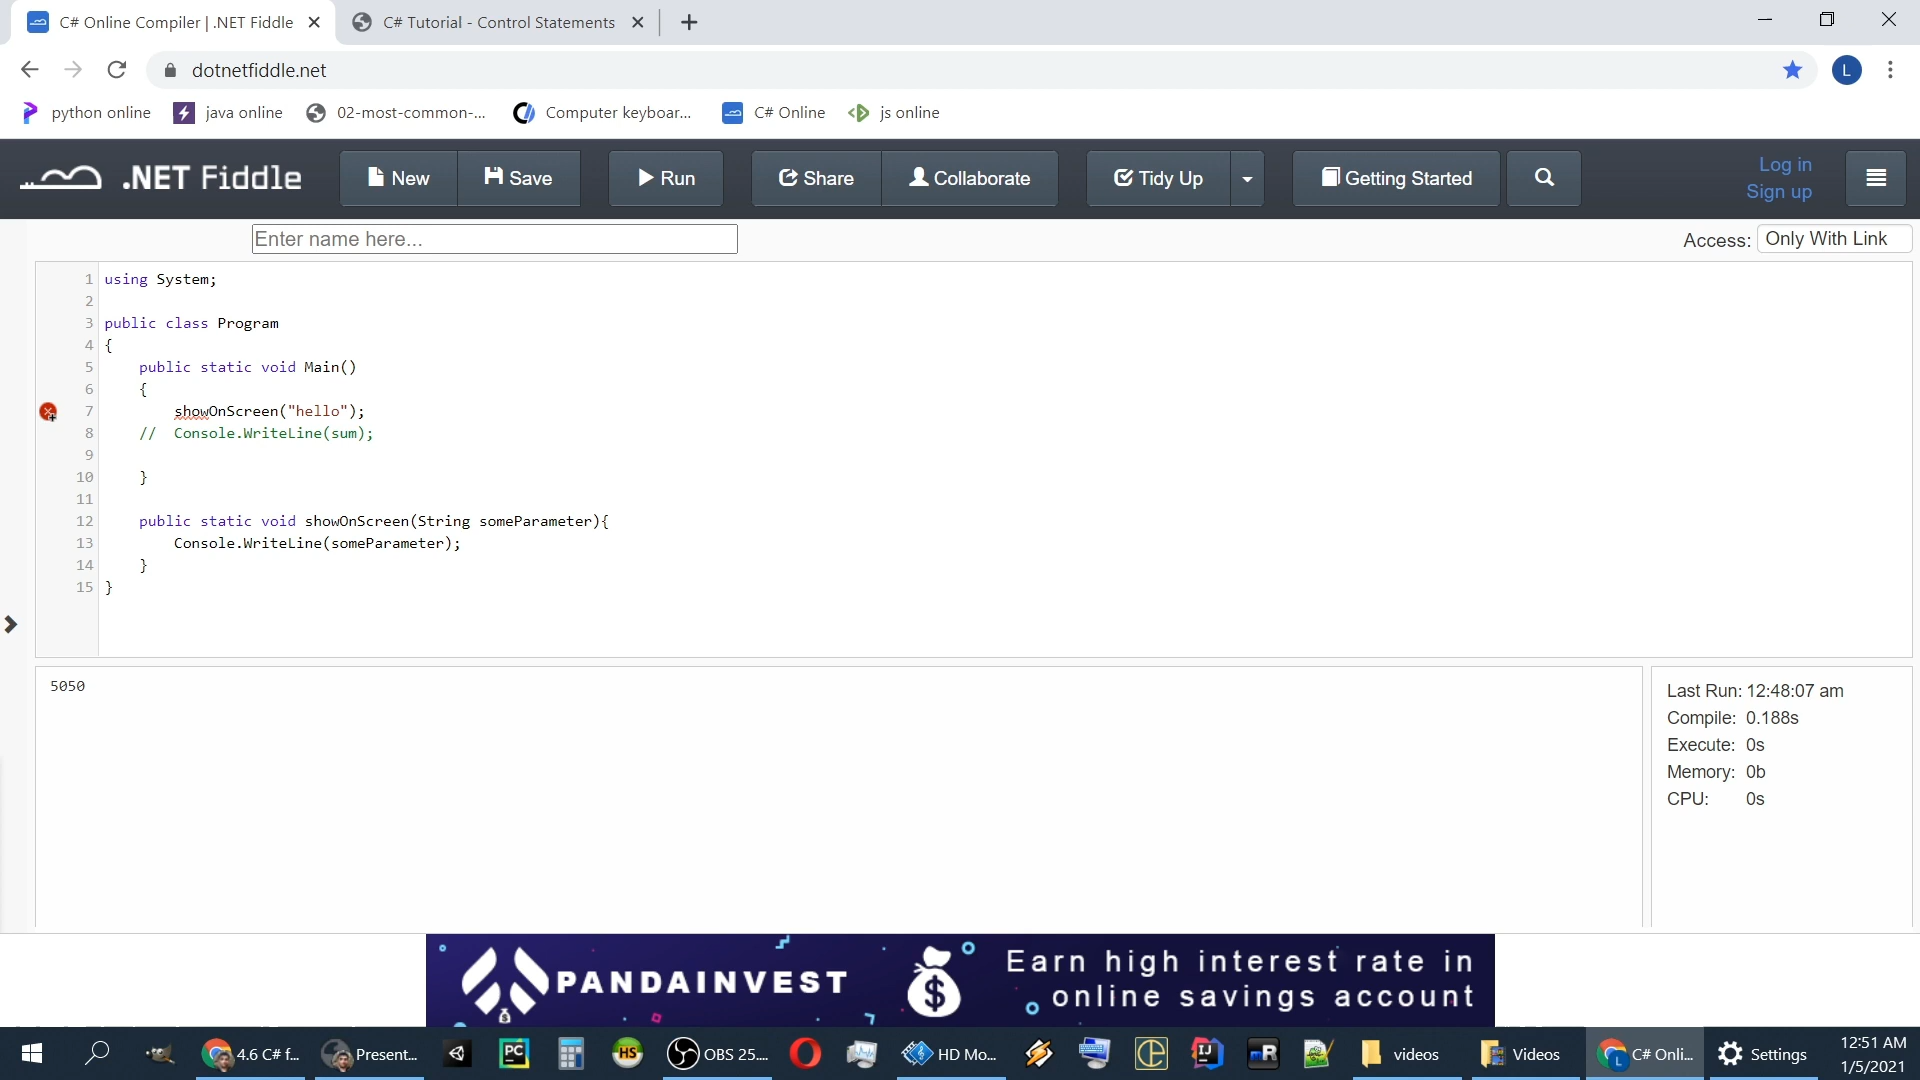 C# Online Compiler | .NET Fiddle
C# Tutorial - Control Statements
dotnetfiddle.net
L
python online
java online
02-most-common-...
Computer keyboar...
C# Online
js online
.NET Fiddle
New
Save
Run
Share
Collaborate
Tidy Up
Getting Started
Log in
Sign up
Enter name here...
Access: Only With Link
1 using System;
2
3 public class Program
4 {
5 public static void Main()
6 {
7 showOnScreen("hello");
8 // Console.WriteLine(sum);
9
10 }
11
12 public static void showOnScreen(String someParameter){
13 Console.WriteLine(someParameter);
14 }
15 }
5050
Last Run: 12:48:07 am
Compile: 0.188s
Execute: 0s
Memory: 0b
CPU: 0s
PANDAINVEST
$
Earn high interest rate in
online savings account
4.6 C# f...
Present...
PC
HS
OBS 25....
HD Mo...
IJ
R
videos
Videos
L
C# Onli...
Settings
12:51 AM
1/5/2021